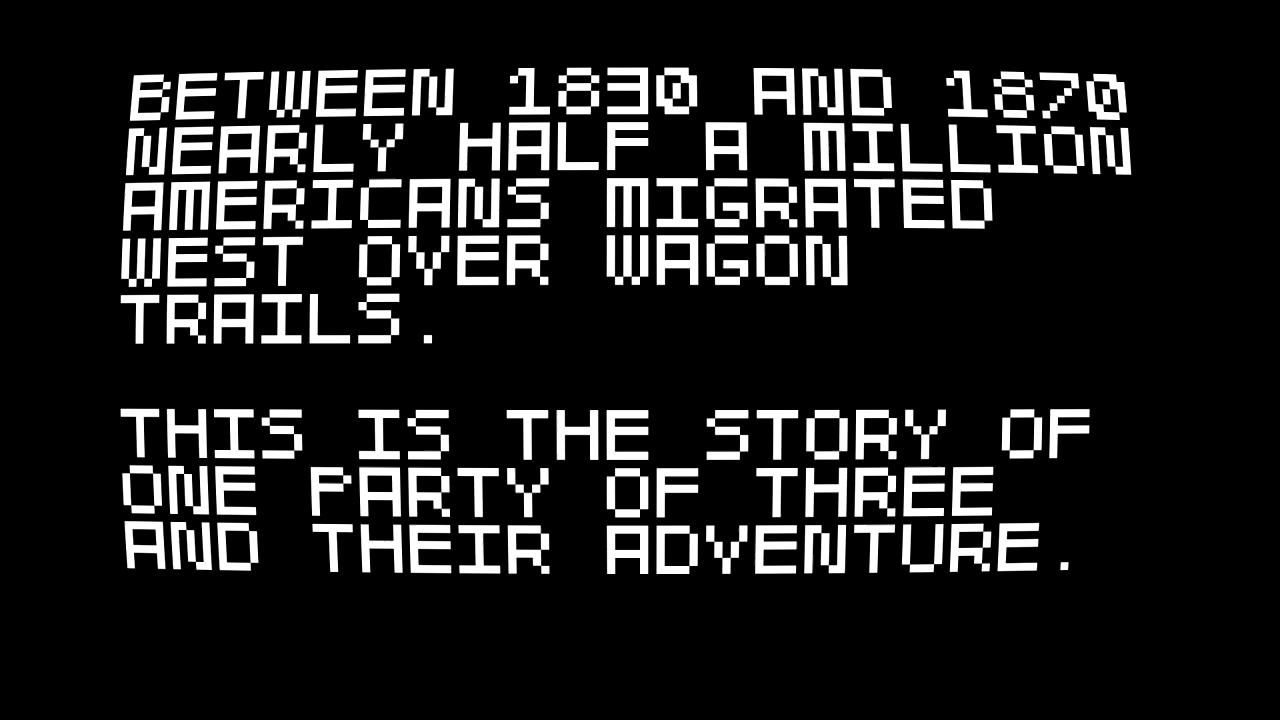 BETWEEN 1830 AND 1870
NEARLY HALF A MILLION
AMERICANS MIGRATED
WEST OVER WAGON
TRAILS.
THIS IS THE STORY OF
ONE PARTY OF THREE
AND THEIR ADVENTURE.